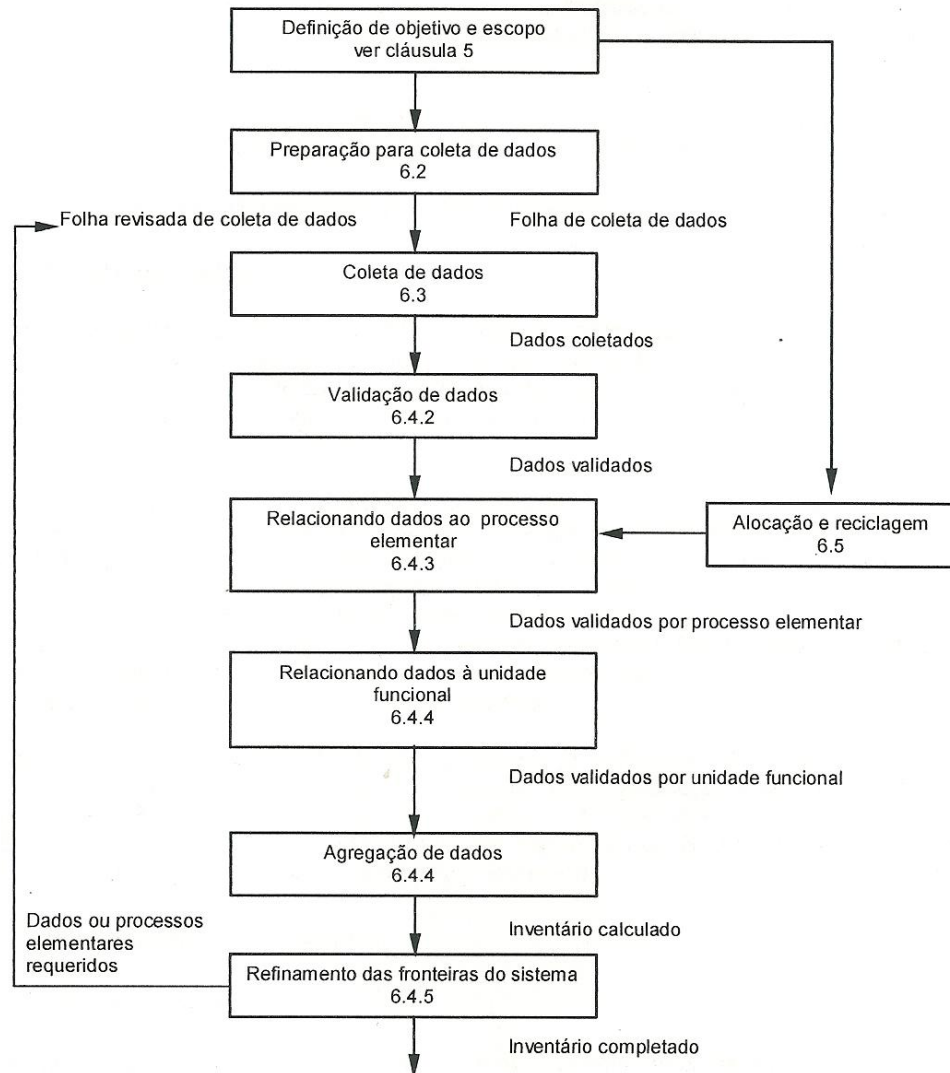 Definição de objetivo e escopo
ver cláusula 5
Preparação para coleta de dados
6.2
Folha revisada de coleta de dados
Folha de coleta de dados
Coleta de dados
6.3
Dados coletados
Validação de dados
6.4.2
Dados validados
Relacionando dados ao processo
elementar
6.4.3
Alocação e reciclagem
6.5
Dados validados por processo elementar
Relacionando dados à unidade
funcional
6.4.4
Dados validados por unidade funcional
Agregação de dados
6.4.4
Dados ou processos
elementares
requeridos
Inventário calculado
Refinamento das fronteiras do sistema
6.4.5
Inventário completado